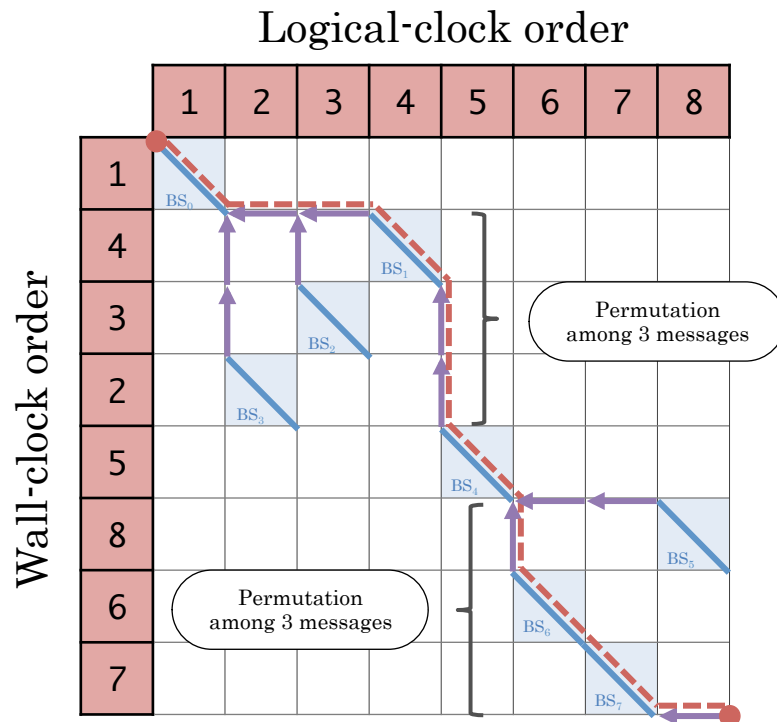 Logical-clock order
1 2 3 4 5 6 7 8
Wall-clock order
1
BS0
4
BS1
3
BS2
Permutation
among 3 messages
2
BS3
5
BS4
8
BS5
Permutation
among 3 messages
6
BS6
7
BS7